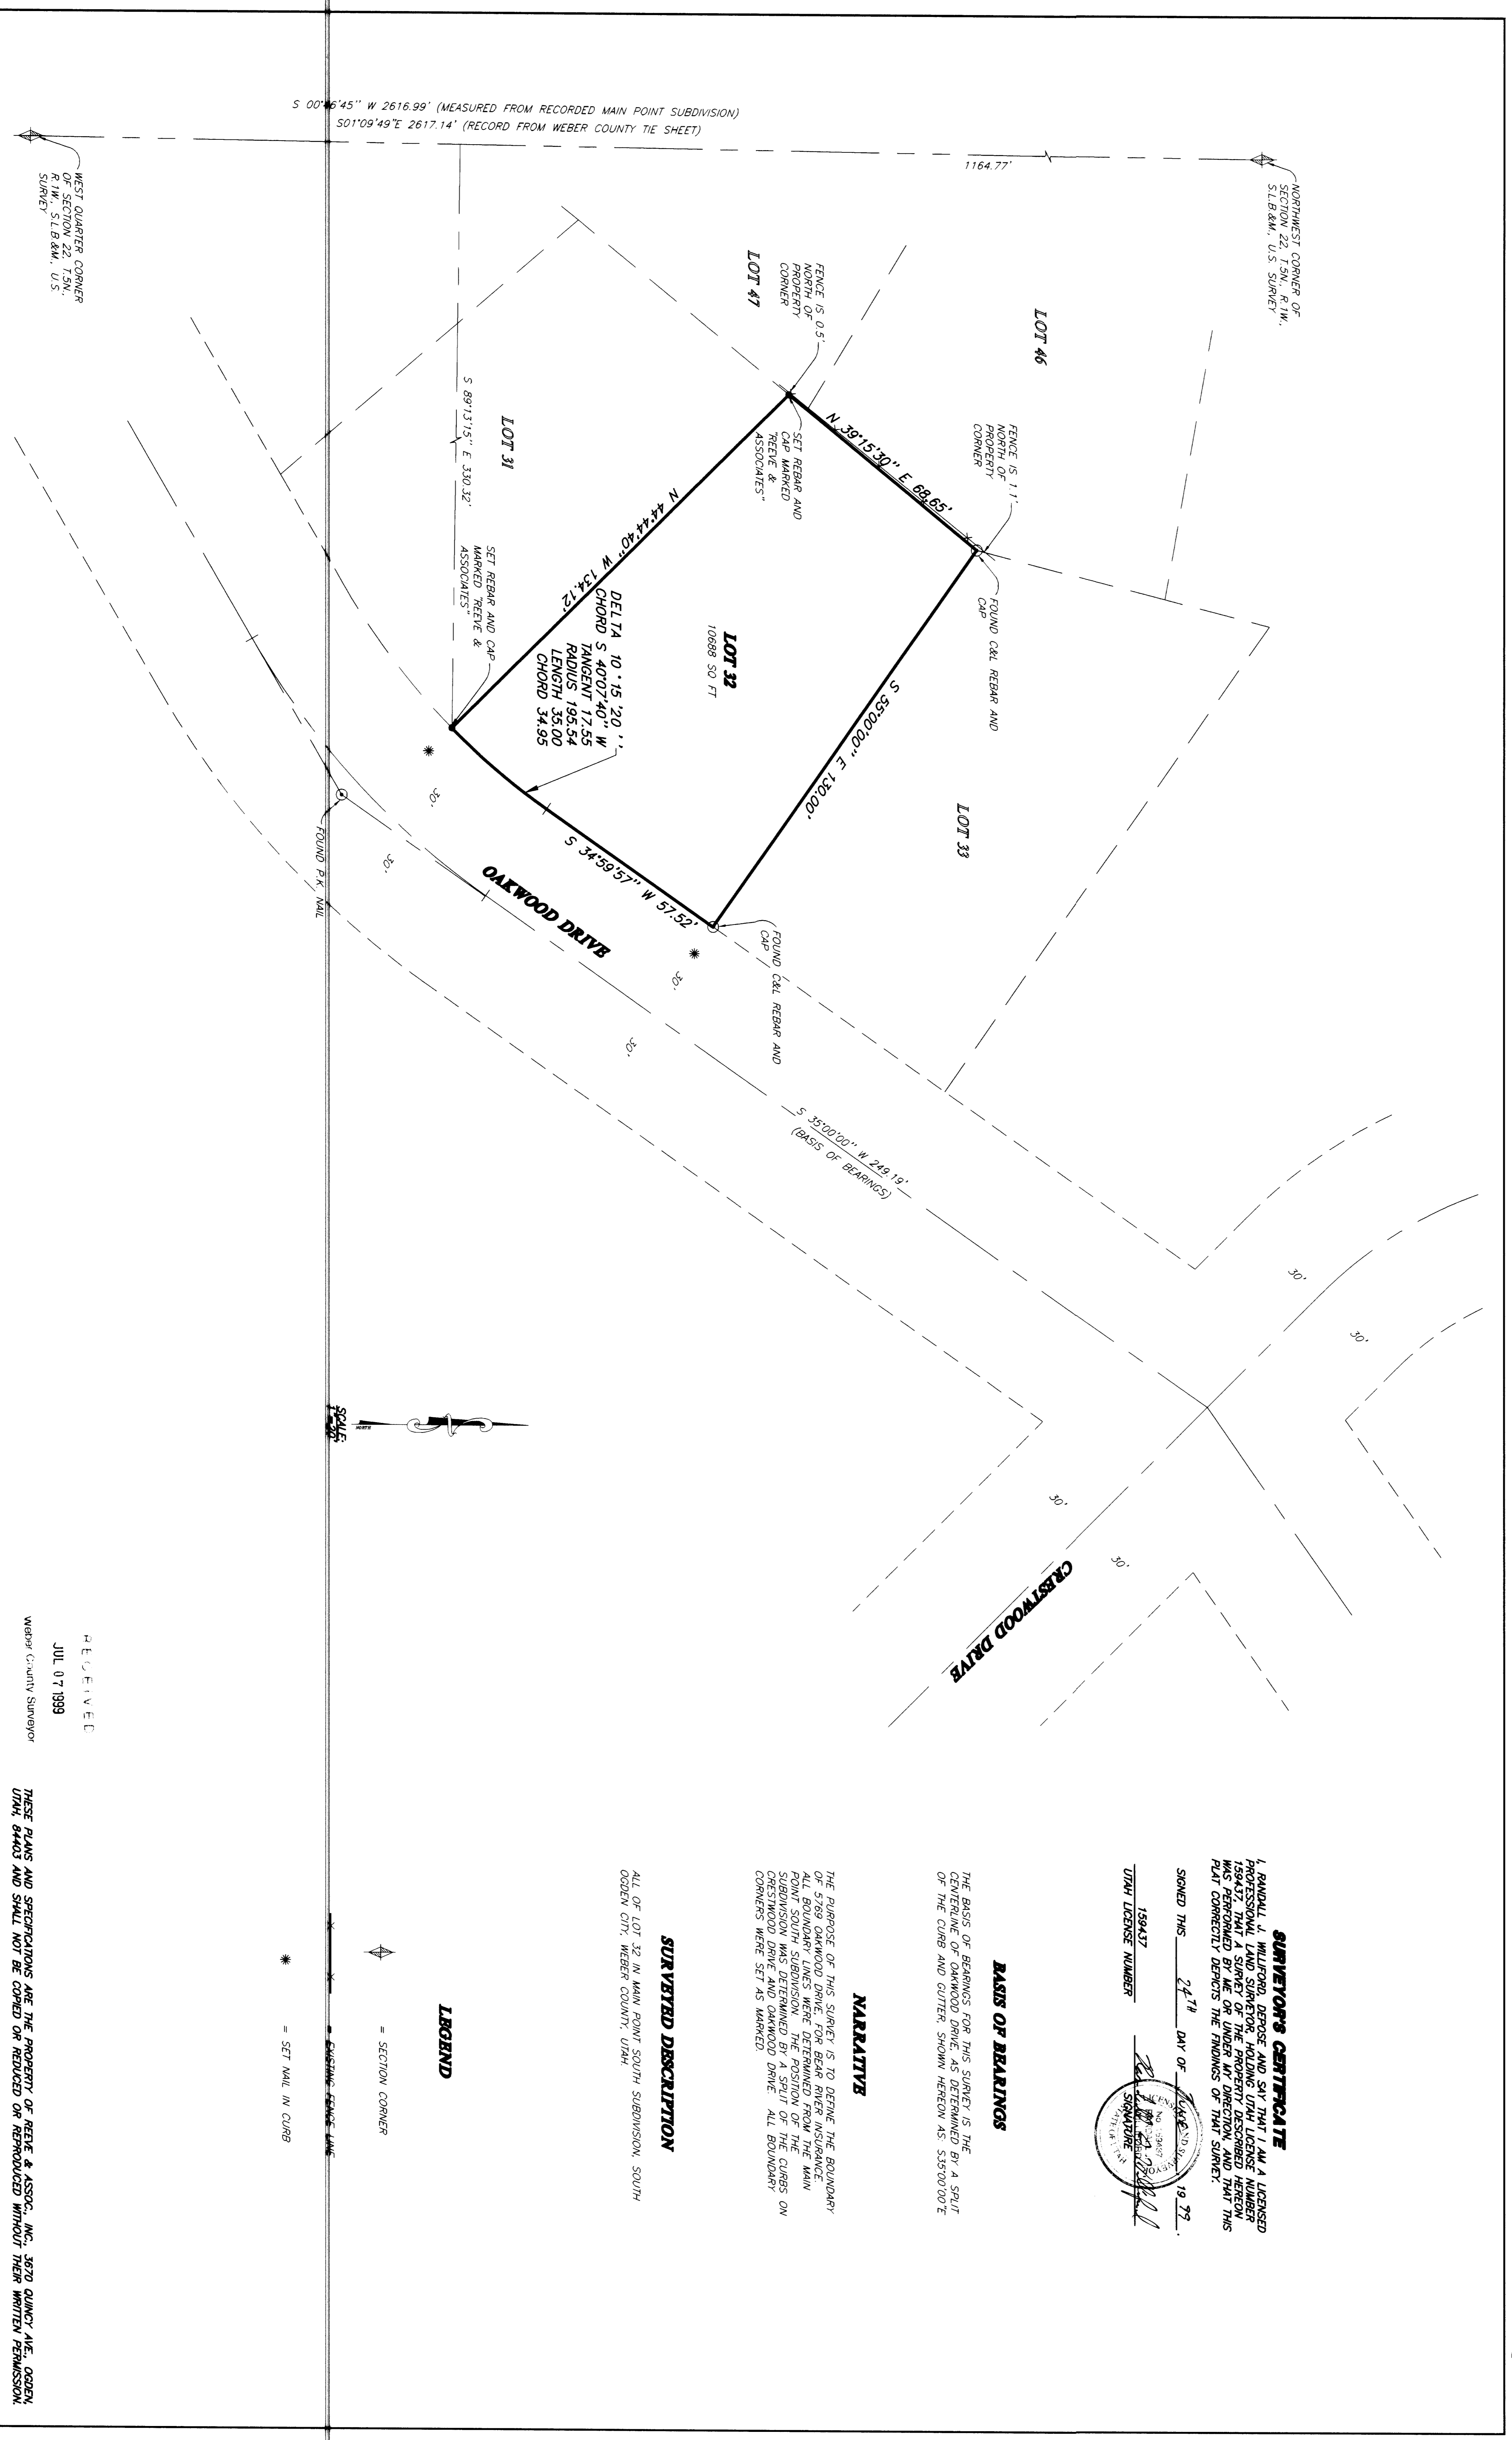 S 00°46'45" W 2616.99' (MEASURED FROM RECORDED MAIN POINT SUBDIVISION)
S01°09'49"E 2617.14' (RECORD FROM WEBER COUNTY TIE SHEET)
1164.77'
NORTHWEST CORNER OF
SECTION 22, T.5N., R.1W.,
S.L.B.&M., U.S. SURVEY
WEST QUARTER CORNER
OF SECTION 22, T.5N.,
R.1W., S.L.B.&M., U.S.
SURVEY
LOT 46
LOT 47
FENCE IS 0.5'
NORTH OF
PROPERTY
CORNER
FENCE IS 1.1'
NORTH OF
PROPERTY
CORNER
N 39°15'30" E 68.65'
SET REBAR AND
CAP MARKED
"REEVE &
ASSOCIATES"
FOUND C&L REBAR AND
CAP
LOT 31
S 89°13'15" E 330.32'
N 44°44'40" W 134.12'
SET REBAR AND CAP
MARKED "REEVE &
ASSOCIATES"
LOT 32
10688 SQ FT
DELTA 10°15'20''
CHORD S 40°07'40'' W
TANGENT 17.55
RADIUS 195.54
LENGTH 35.00
CHORD 34.95
S 55°00'00" E 130.00'
LOT 33
S 34°59'57'' W 57.52'
FOUND C&L REBAR AND
CAP
30'
30'
30'
30'
FOUND P.K. NAIL
OAKWOOD DRIVE
S 35°00'00'' W 249.19'
(BASIS OF BEARINGS)
30'
30'
30'
30'
CRESTWOOD DRIVE
NORTH
SCALE:
1"=20'
SURVEYOR'S CERTIFICATE
I, RANDALL J. WILLIFORD, DEPOSE AND SAY THAT I AM A LICENSED
PROFESSIONAL LAND SURVEYOR, HOLDING UTAH LICENSE NUMBER
159437, THAT A SURVEY OF THE PROPERTY DESCRIBED HEREON
WAS PERFORMED BY ME OR UNDER MY DIRECTION, AND THAT THIS
PLAT CORRECTLY DEPICTS THE FINDINGS OF THAT SURVEY.
SIGNED THIS 24TH DAY OF JUNE 19 99.
159437
UTAH LICENSE NUMBER
SIGNATURE
BASIS OF BEARINGS
THE BASIS OF BEARINGS FOR THIS SURVEY IS THE
CENTERLINE OF OAKWOOD DRIVE, AS DETERMINED BY A SPLIT
OF THE CURB AND GUTTER, SHOWN HEREON AS: S35°00'00"E
NARRATIVE
THE PURPOSE OF THIS SURVEY IS TO DEFINE THE BOUNDARY
OF 5769 OAKWOOD DRIVE, FOR BEAR RIVER INSURANCE.
ALL BOUNDARY LINES WERE DETERMINED FROM THE MAIN
POINT SOUTH SUBDIVISION. THE POSITION OF THE
SUBDIVISION WAS DETERMINED BY A SPLIT OF THE CURBS ON
CRESTWOOD DRIVE AND OAKWOOD DRIVE. ALL BOUNDARY
CORNERS WERE SET AS MARKED.
SURVEYED DESCRIPTION
ALL OF LOT 32 IN MAIN POINT SOUTH SUBDIVISION, SOUTH
OGDEN CITY, WEBER COUNTY, UTAH.
LEGEND
= SECTION CORNER
= EXISTING FENCE LINE
= SET NAIL IN CURB
RECEIVED
JUL 07 1999
Weber County Surveyor
THESE PLANS AND SPECIFICATIONS ARE THE PROPERTY OF REEVE & ASSOC., INC., 3670 QUINCY AVE., OGDEN,
UTAH, 84403 AND SHALL NOT BE COPIED OR REDUCED OR REPRODUCED WITHOUT THEIR WRITTEN PERMISSION.